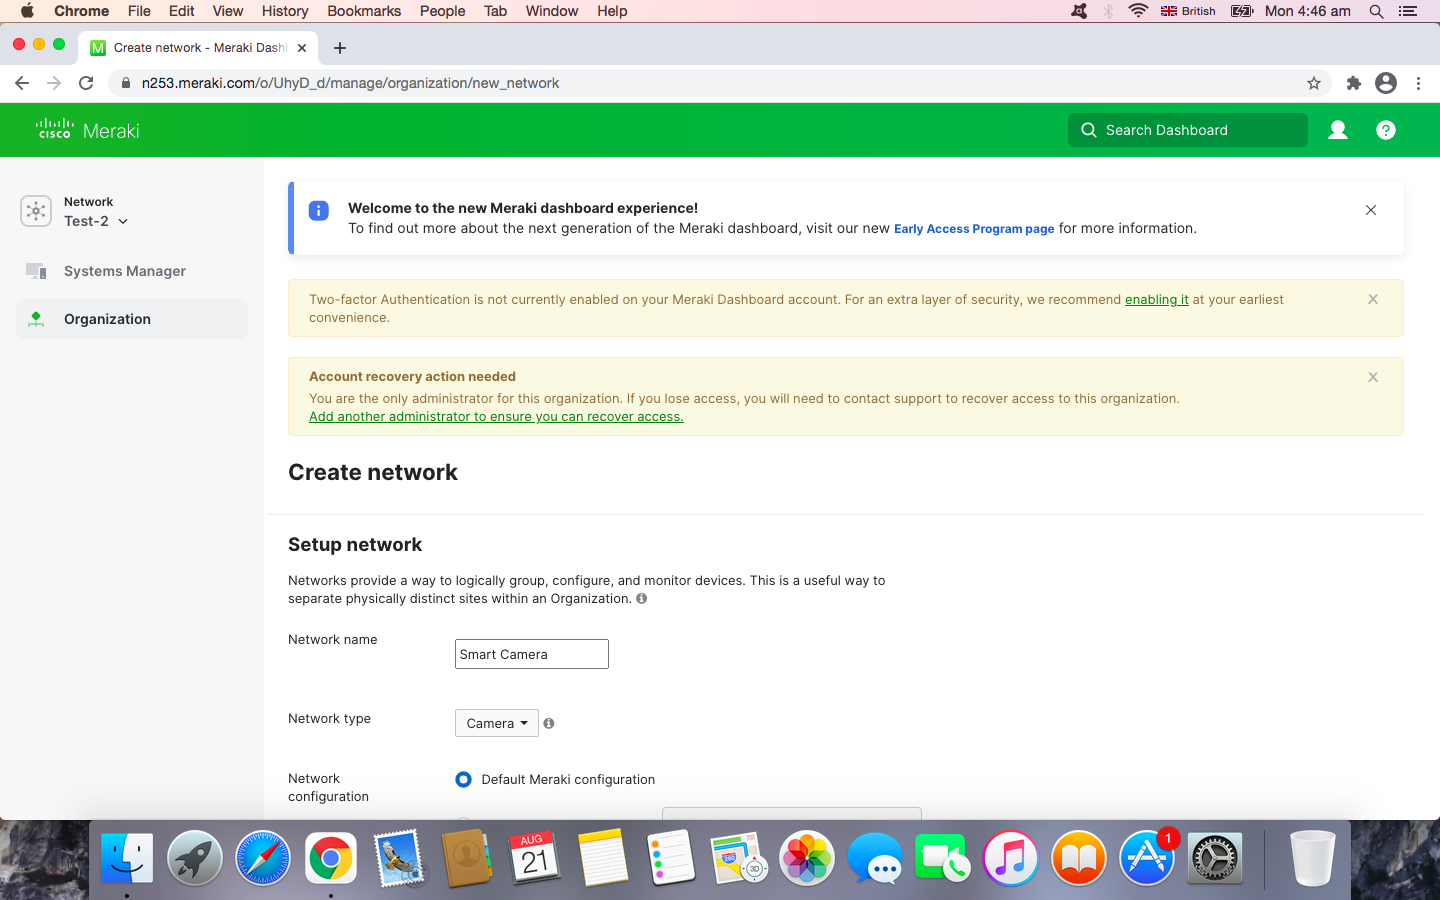 Chrome File Edit View History Bookmarks People Tab Window Help British Mon 4:46 am
Create network - Meraki Dash
n253.meraki.com/o/UhyD_d/manage/organization/new_network
CISCO Meraki
Search Dashboard
Network
Test-2
Systems Manager
Organization
Welcome to the new Meraki dashboard experience!
To find out more about the next generation of the Meraki dashboard, visit our new Early Access Program page for more information.
Two-factor Authentication is not currently enabled on your Meraki Dashboard account. For an extra layer of security, we recommend enabling it at your earliest
convenience.
Account recovery action needed
You are the only administrator for this organization. If you lose access, you will need to contact support to recover access to this organization.
Add another administrator to ensure you can recover access.
Create network
Setup network
Networks provide a way to logically group, configure, and monitor devices. This is a useful way to
separate physically distinct sites within an Organization.
Network name
Smart Camera
Network type
Camera
Network
configuration
Default Meraki configuration
AUG
21
280
3D
1